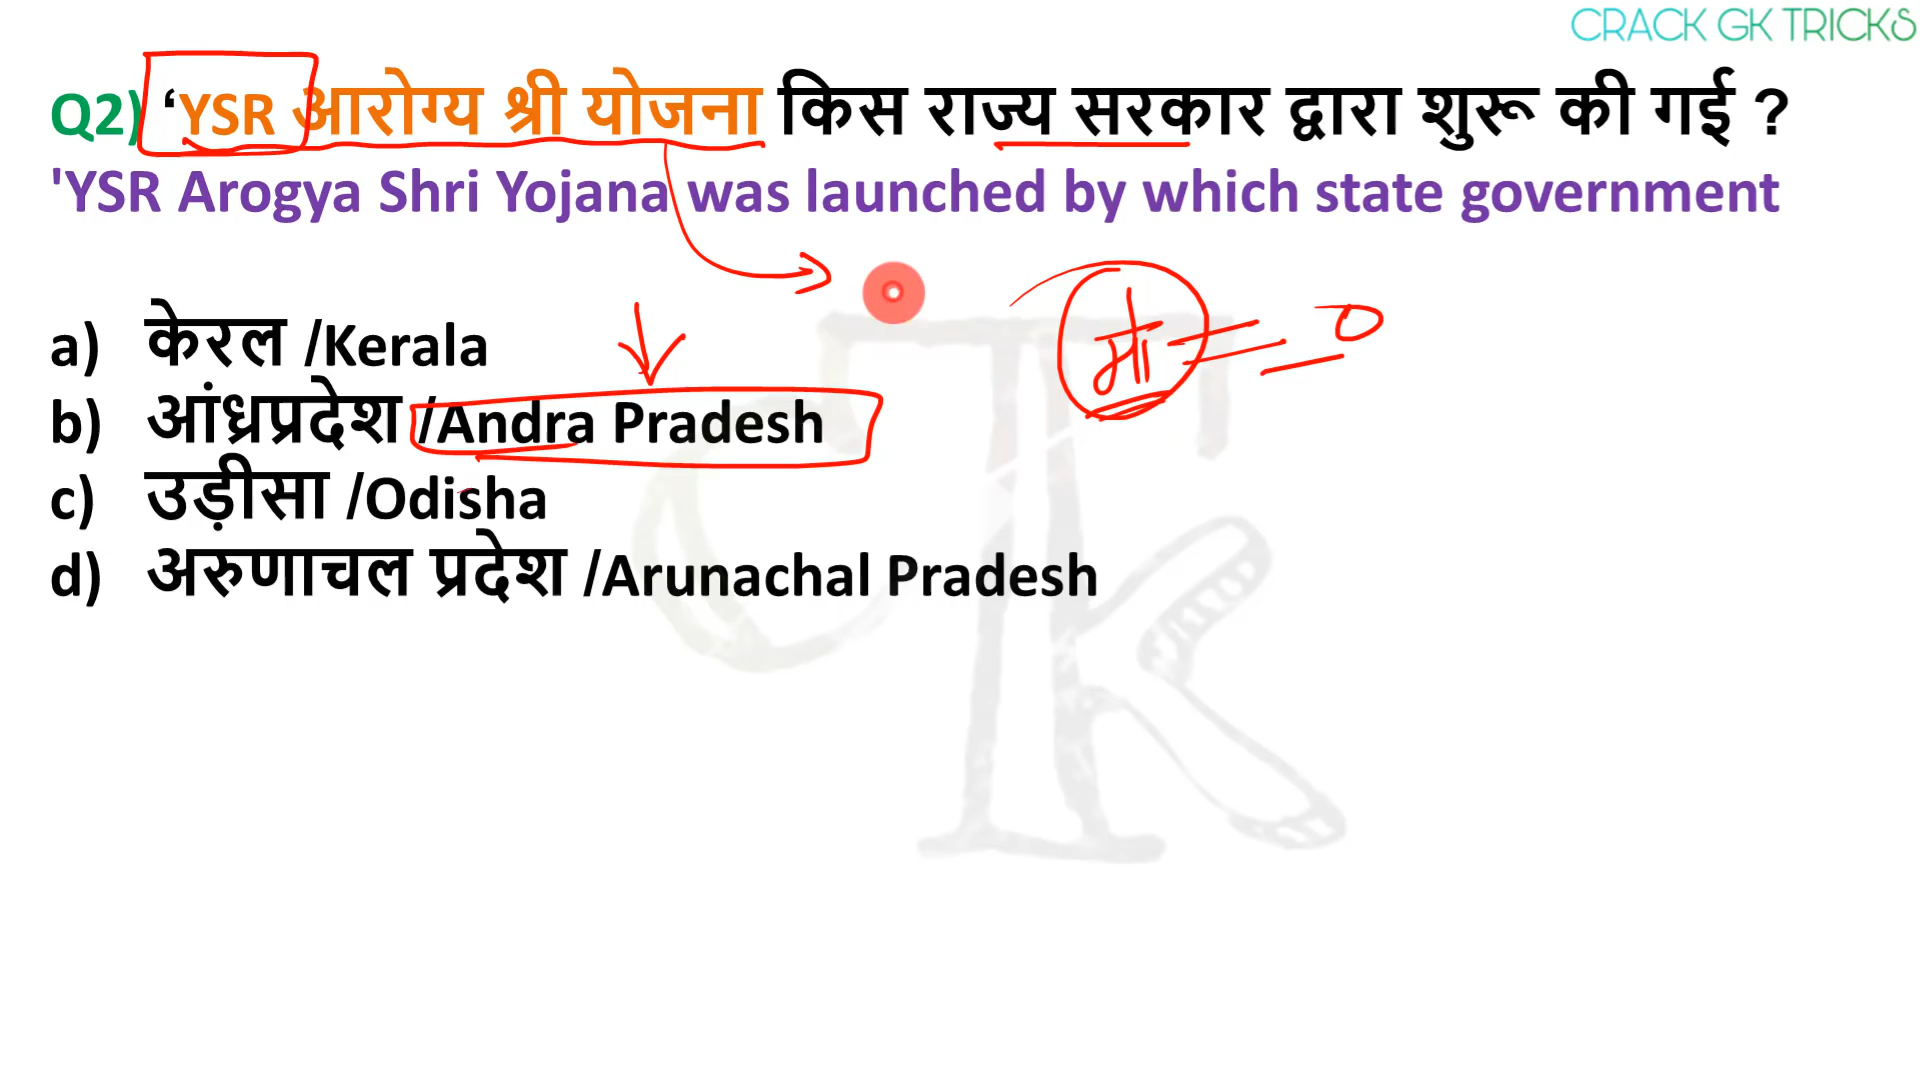 CRACK GK TRICKS
Q2) ‘YSR आरोग्य श्री योजना किस राज्य सरकार द्वारा शुरू की गई ?
'YSR Arogya Shri Yojana was launched by which state government
a) केरल /Kerala
b) आंध्रप्रदेश /Andra Pradesh
c) उड़ीसा /Odisha
d) अरुणाचल प्रदेश /Arunachal Pradesh